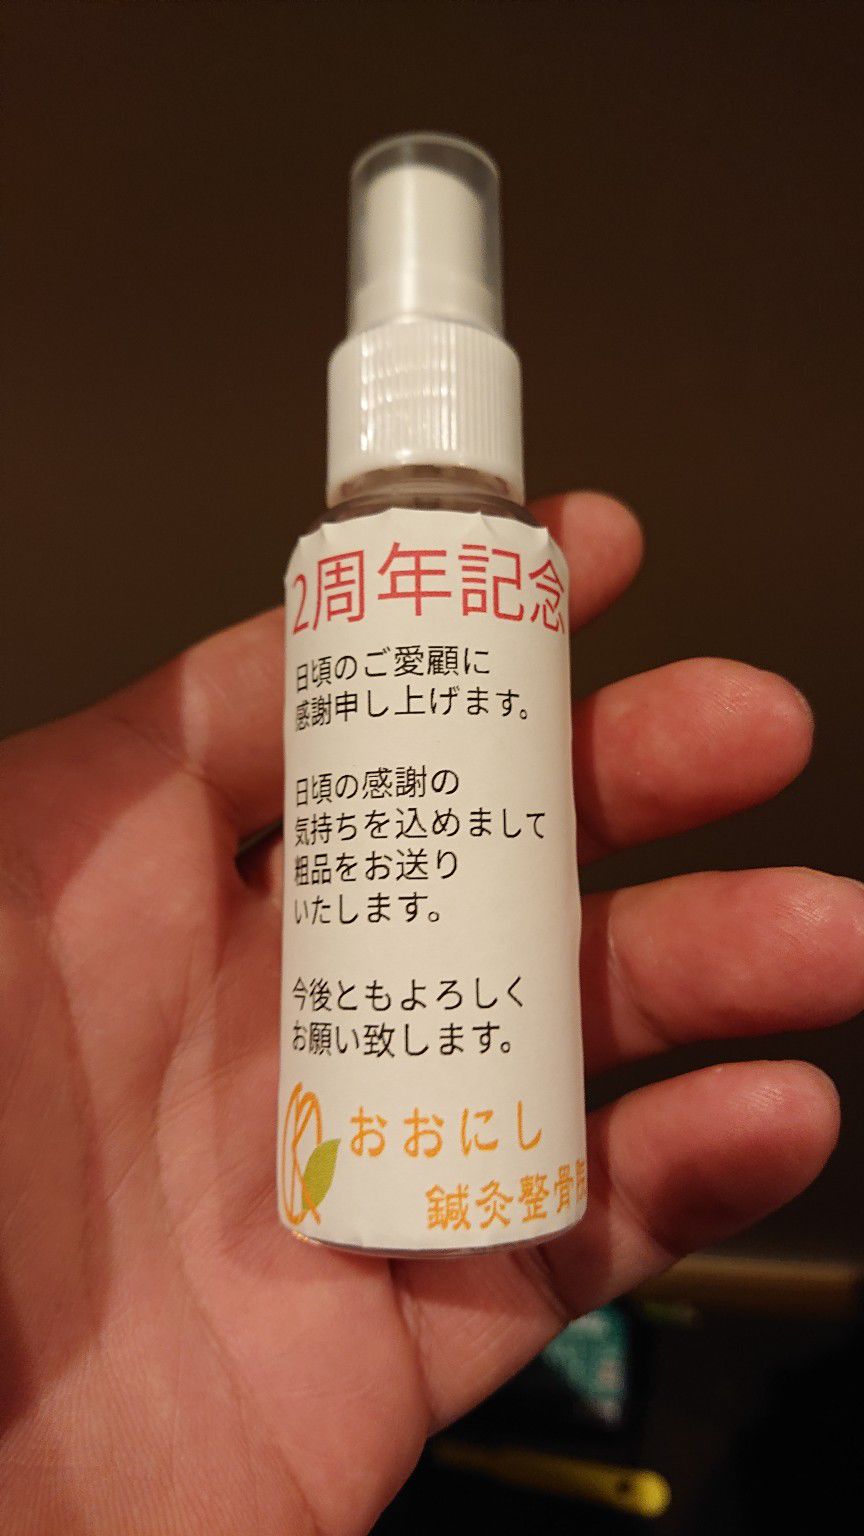 2周年記念
日頃のご愛顧に
感謝申し上げます。
日頃の感謝の
気持ちを込めまして
粗品をお送り
いたします。
今後ともよろしく
お願い致します。
おおにし
鍼灸整骨院